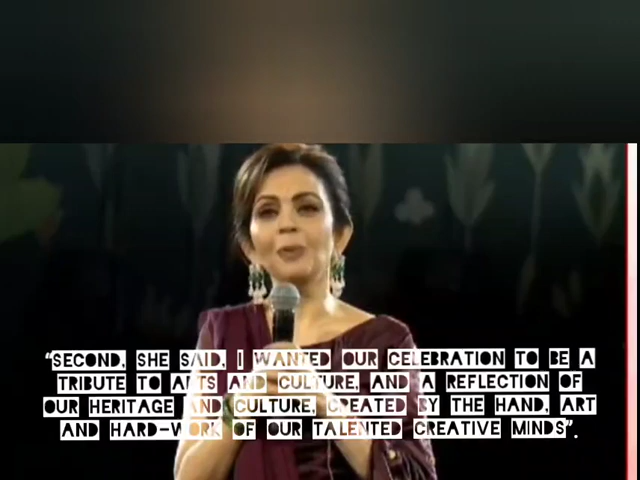 “SECOND, SHE SAID, I WANTED OUR CELEBRATION TO BE A
TRIBUTE TO ARTS AND CULTURE, AND A REFLECTION OF
OUR HERITAGE AND CULTURE, CREATED BY THE HAND, ART
AND HARD-WORK OF OUR TALENTED CREATIVE MINDS”.